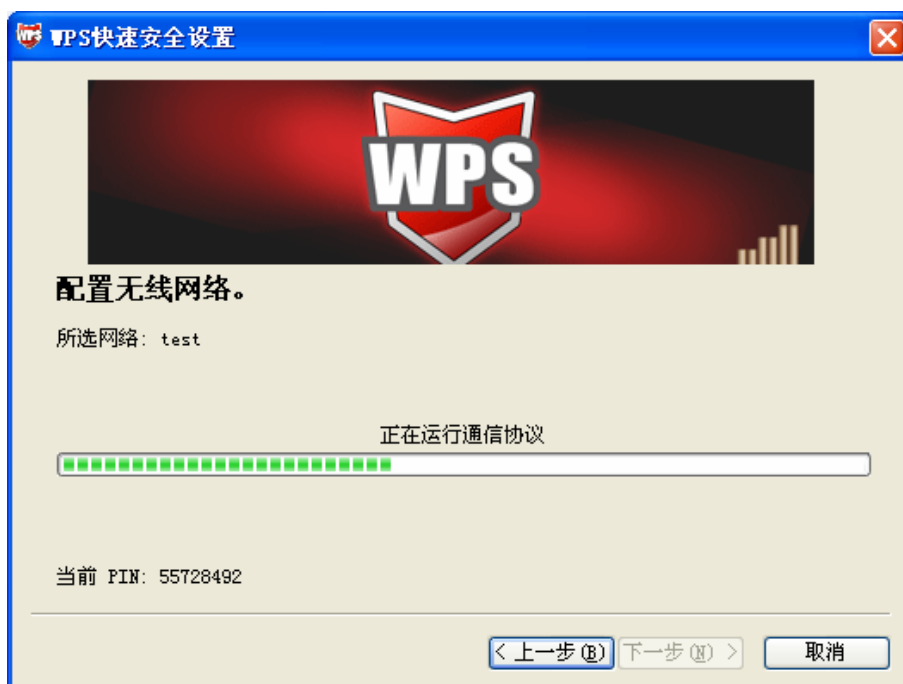 WPS快速安全设置
WPS
配置无线网络。
所选网络: test
正在运行通信协议
当前 PIN: 55728492
< 上一步(B)
下一步(N) >
取消